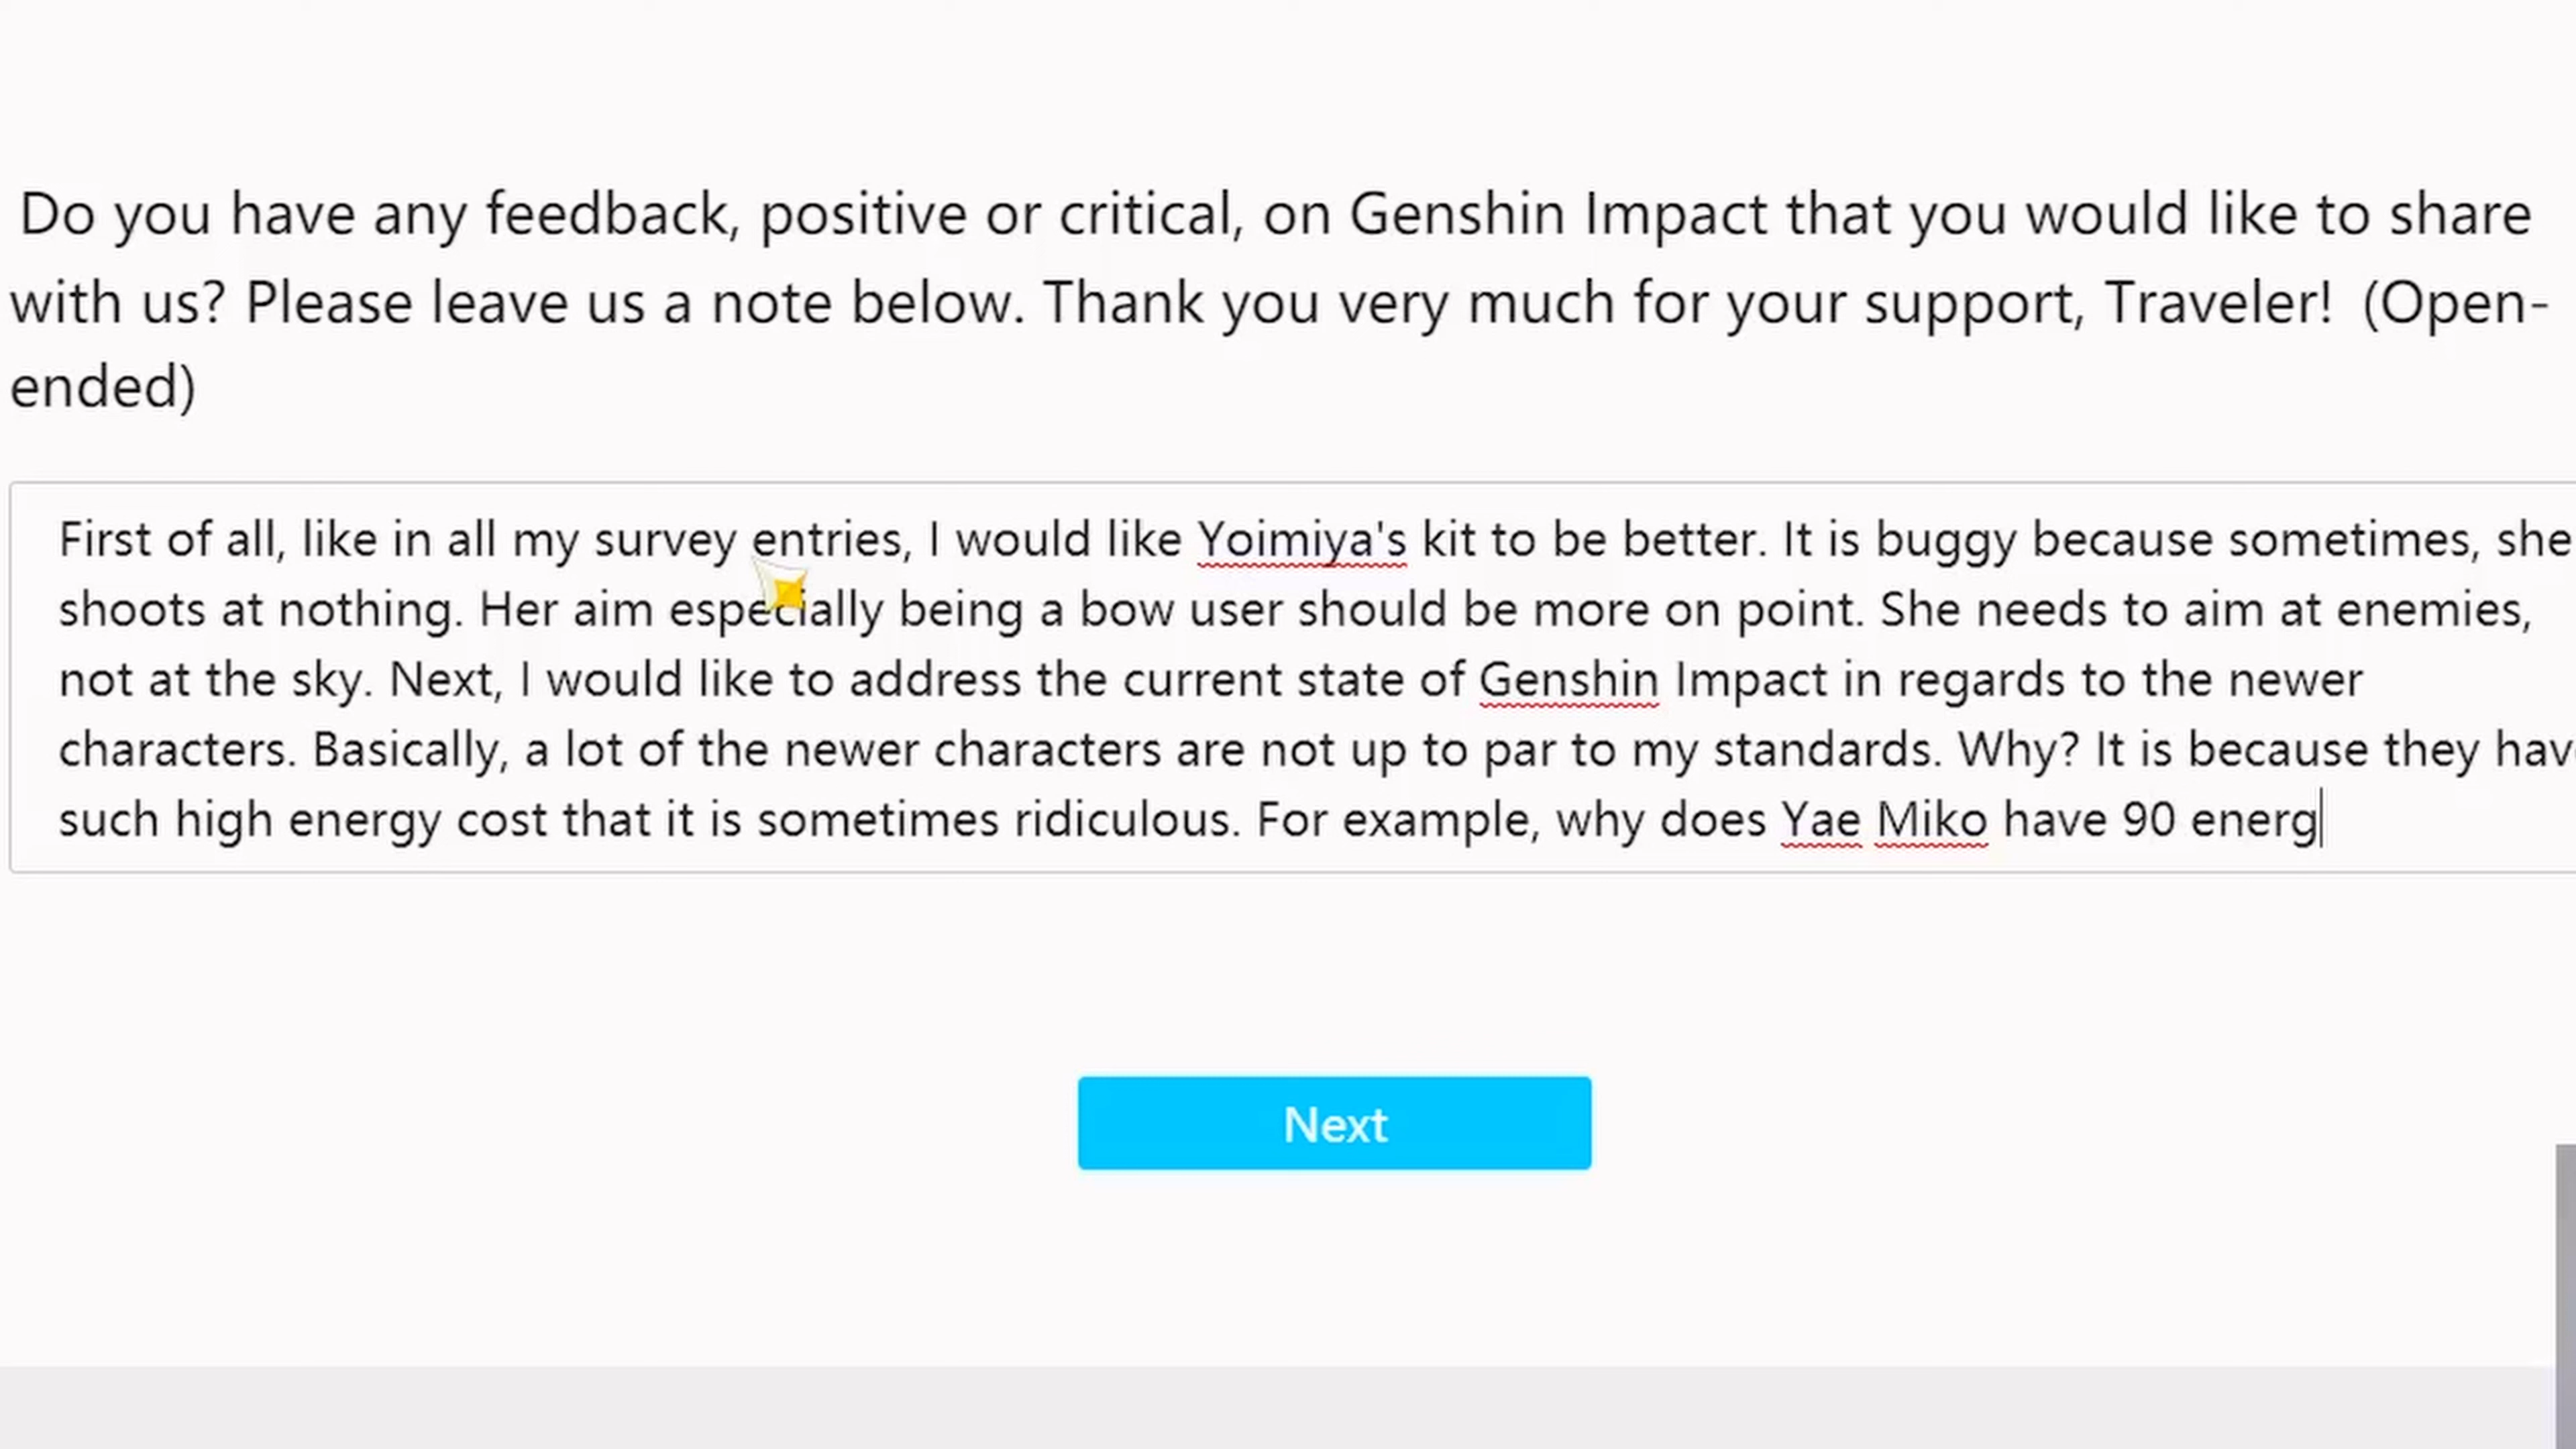 Do you have any feedback, positive or critical, on Genshin Impact that you would like to share
with us? Please leave us a note below. Thank you very much for your support, Traveler! (Open-
ended)
First of all, like in all my survey entries, I would like Yoimiya's kit to be better. It is buggy because sometimes, she
shoots at nothing. Her aim especially being a bow user should be more on point. She needs to aim at enemies,
not at the sky. Next, I would like to address the current state of Genshin Impact in regards to the newer
characters. Basically, a lot of the newer characters are not up to par to my standards. Why? It is because they have
such high energy cost that it is sometimes ridiculous. For example, why does Yae Miko have 90 energ
Next